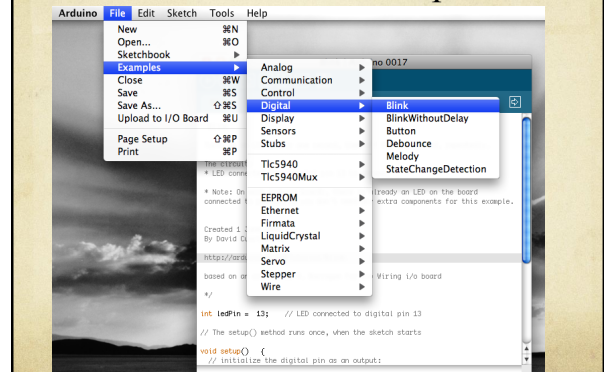 Arduino File Edit Sketch Tools Help
New ⌘N
Open... ⌘O
Sketchbook ▶
Examples ▶
Close ⌘W
Save ⌘S
Save As... ⇧⌘S
Upload to I/O Board ⌘U
Page Setup ⇧⌘P
Print ⌘P
Analog ▶
Communication ▶
Control ▶
Digital ▶
Display ▶
Sensors ▶
Stubs ▶
Tlc5940 ▶
Tlc5940Mux ▶
EEPROM ▶
Ethernet ▶
Firmata ▶
LiquidCrystal ▶
Matrix ▶
Servo ▶
Stepper ▶
Wire ▶
Blink
BlinkWithoutDelay
Button
Debounce
Melody
StateChangeDetection
no 0017
The circuit
* LED conne
* Note: On already an LED on the board
connected extra components for this example.
Created 1
By David Cu
http://ardu
based on an Wiring i/o board
*/
int ledPin = 13; // LED connected to digital pin 13
// The setup() method runs once, when the sketch starts
void setup() {
// initialize the digital pin as an output: